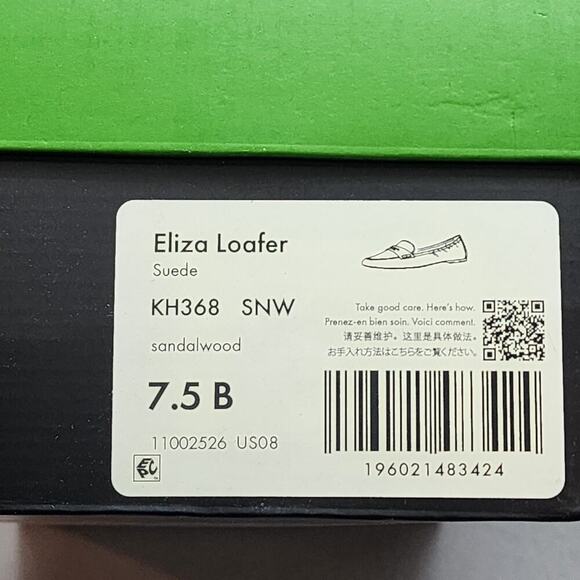 Eliza Loafer
Suede
KH368 SNW
sandalwood
7.5 B
11002526 US08
Take good care. Here's how.
Prenez-en bien soin. Voici comment.
请妥善维护。这里是具体做法。
お手入れ方法はこちらをご覧ください。
196021483424